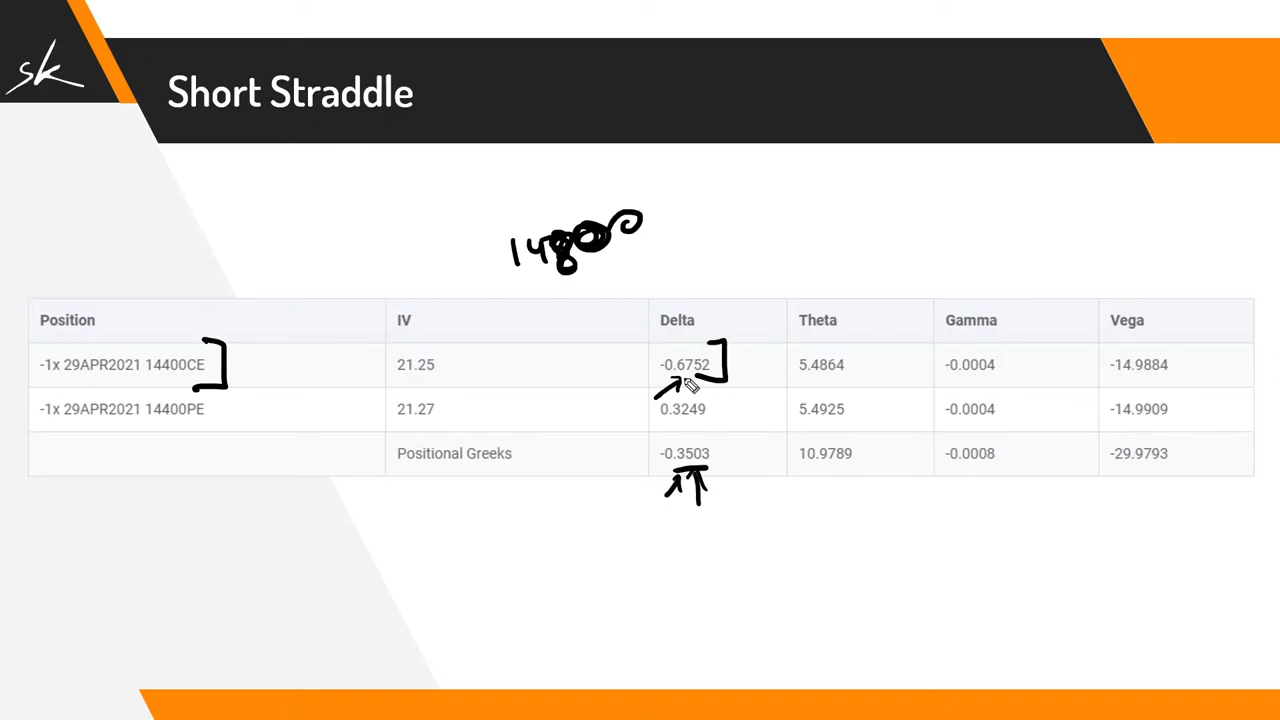 sk
Short Straddle
14800
Position IV Delta Theta Gamma Vega
-1x 29APR2021 14400CE 21.25 -0.6752 5.4864 -0.0004 -14.9884
-1x 29APR2021 14400PE 21.27 0.3249 5.4925 -0.0004 -14.9909
Positional Greeks -0.3503 10.9789 -0.0008 -29.9793